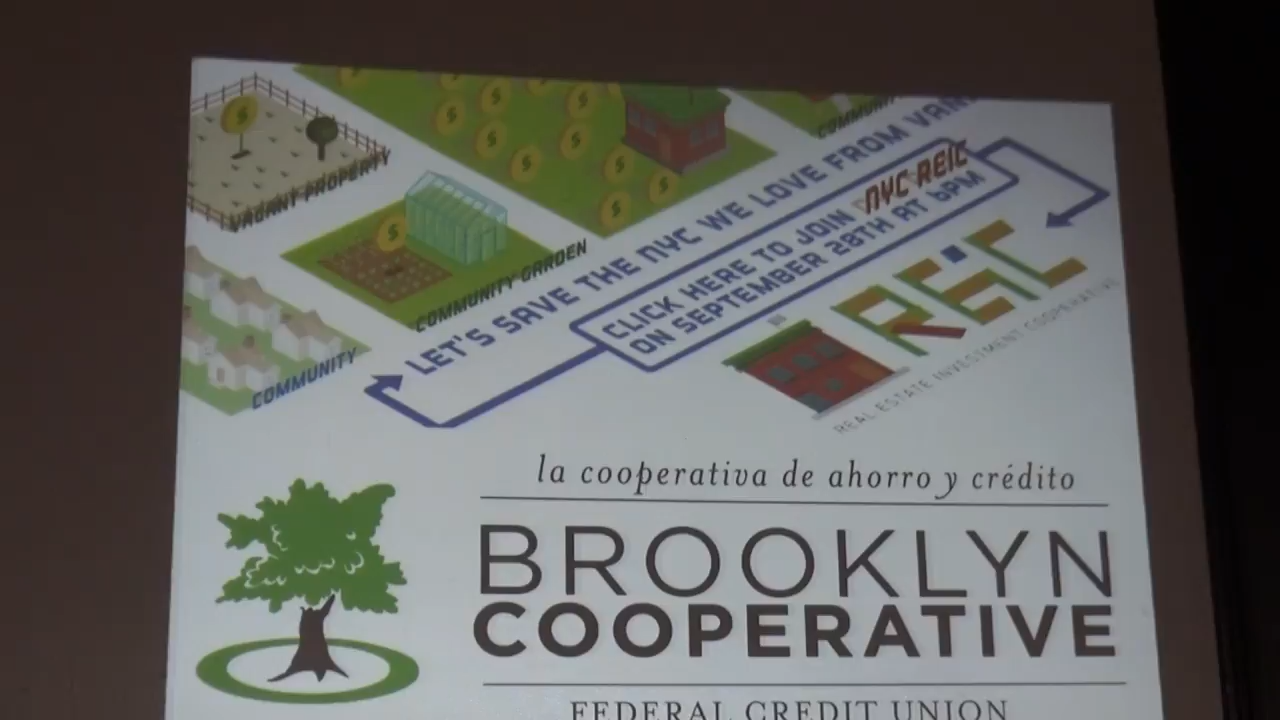 VACANT PROPERTY
COMMUNITY GARDEN
COMMUNITY
LET'S SAVE THE NYC WE LOVE FROM
CLICK HERE TO JOIN NYC REIC
ON SEPTEMBER 28TH AT 6PM
REIC
REAL ESTATE INVESTMENT COOPERATIVE
la cooperativa de ahorro y crédito
BROOKLYN
COOPERATIVE
FEDERAL CREDIT UNION